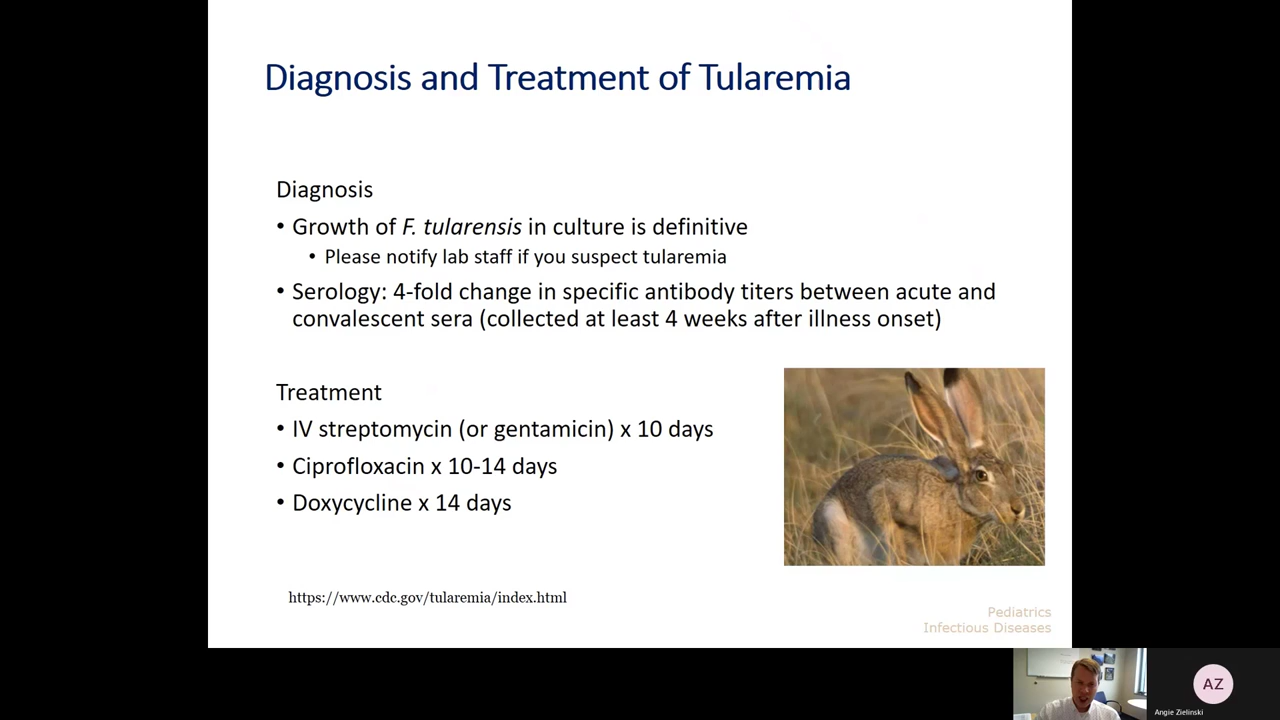 Diagnosis and Treatment of Tularemia
Diagnosis
• Growth of F. tularensis in culture is definitive
• Please notify lab staff if you suspect tularemia
• Serology: 4-fold change in specific antibody titers between acute and
convalescent sera (collected at least 4 weeks after illness onset)
Treatment
• IV streptomycin (or gentamicin) x 10 days
• Ciprofloxacin x 10-14 days
• Doxycycline x 14 days
https://www.cdc.gov/tularemia/index.html
Pediatrics
Infectious Diseases
AZ
Angie Zielinski